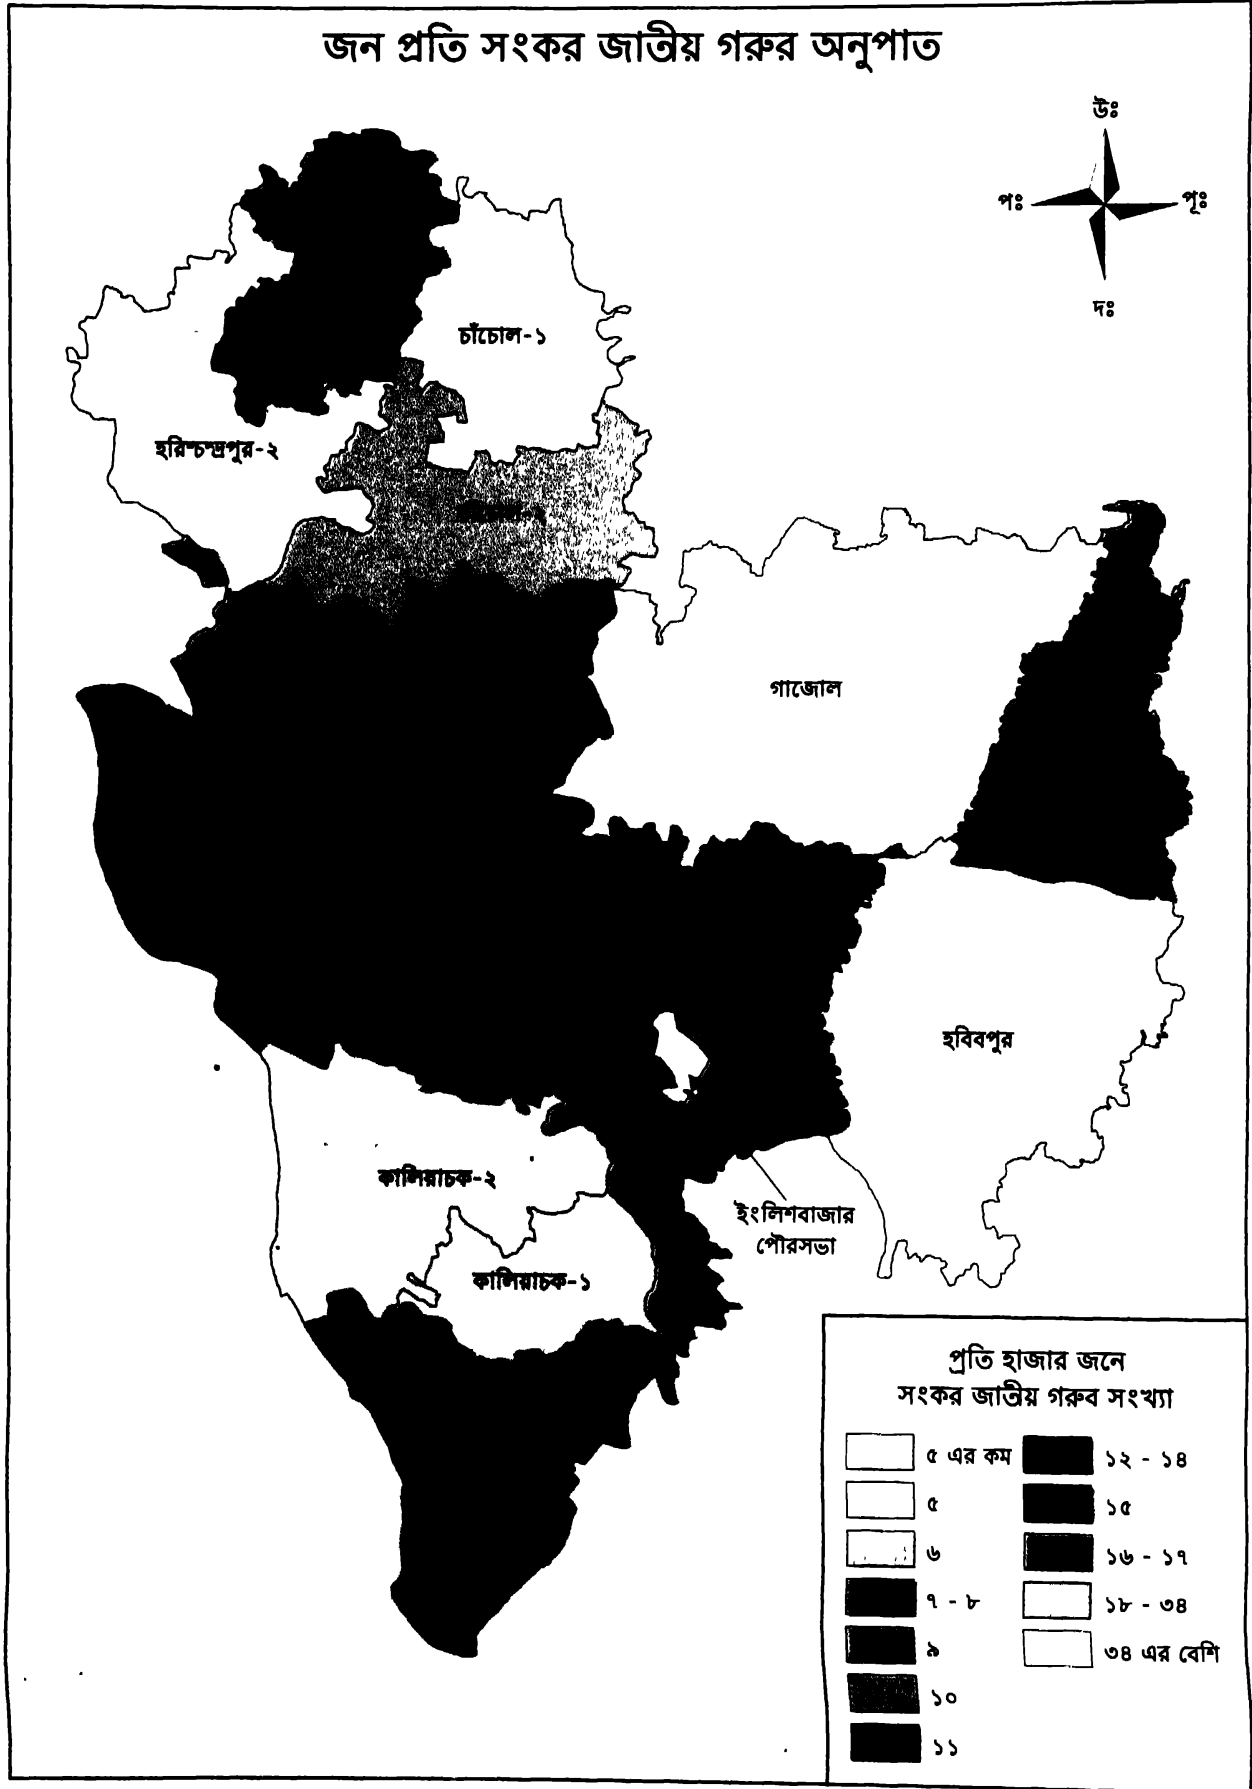 জন প্রতি সংকর জাতীয় গরুর অনুপাত
উঃ
পঃ
পূঃ
দঃ
চাঁচোল-১
হরিশ্চন্দ্রপুর-২
গাজোল
হবিবপুর
কালিয়াচক-২
ইংলিশবাজার
পৌরসভা
কালিয়াচক-১
প্রতি হাজার জনে
সংকর জাতীয় গরুব সংখ্যা
৫ এর কম
৫
৬
৭ - ৮
৯
১০
১১
১২ - ১৪
১৫
১৬ - ১৭
১৮ - ৩৪
৩৪ এর বেশি